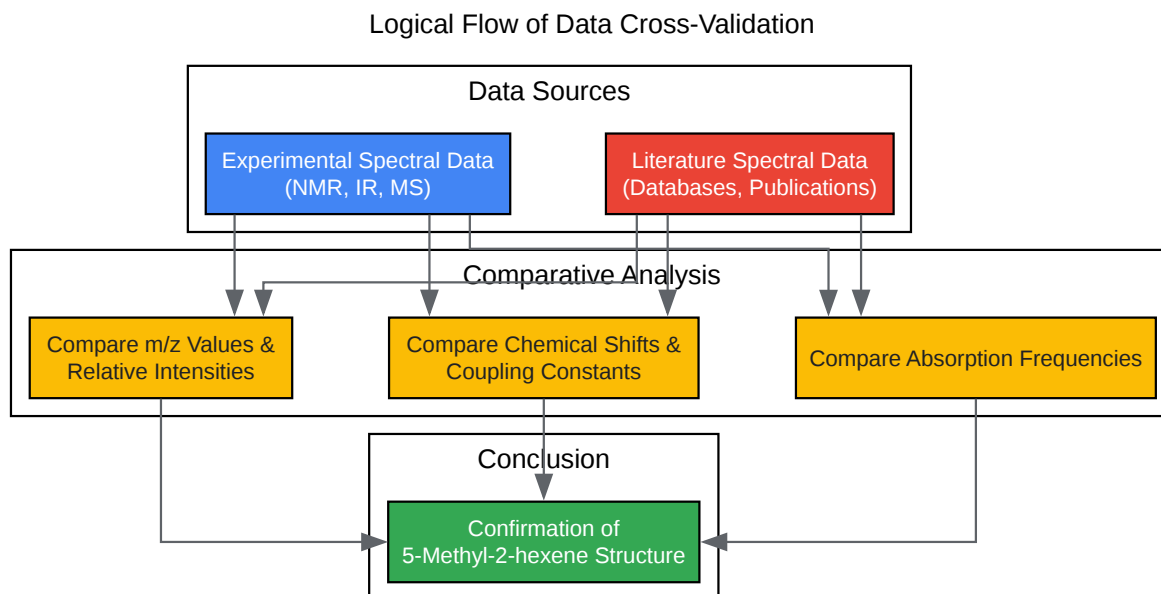 Logical Flow of Data Cross-Validation
Data Sources
Experimental Spectral Data
(NMR, IR, MS)
Literature Spectral Data
(Databases, Publications)
Comparative Analysis
Compare m/z Values &
Relative Intensities
Compare Chemical Shifts &
Coupling Constants
Compare Absorption Frequencies
Conclusion
Confirmation of
5-Methyl-2-hexene Structure